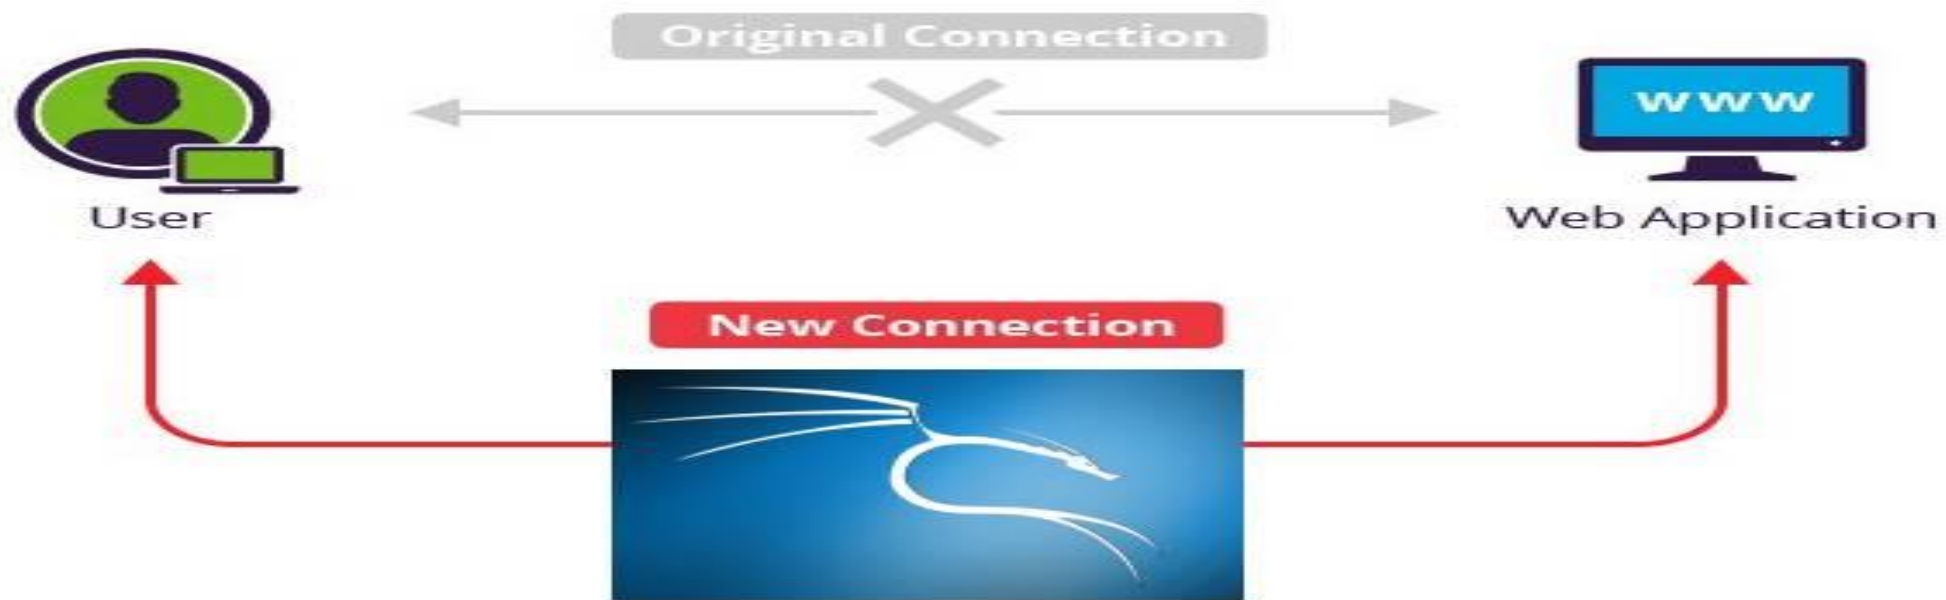 Original Connection
www
User
Web Application
New Connection